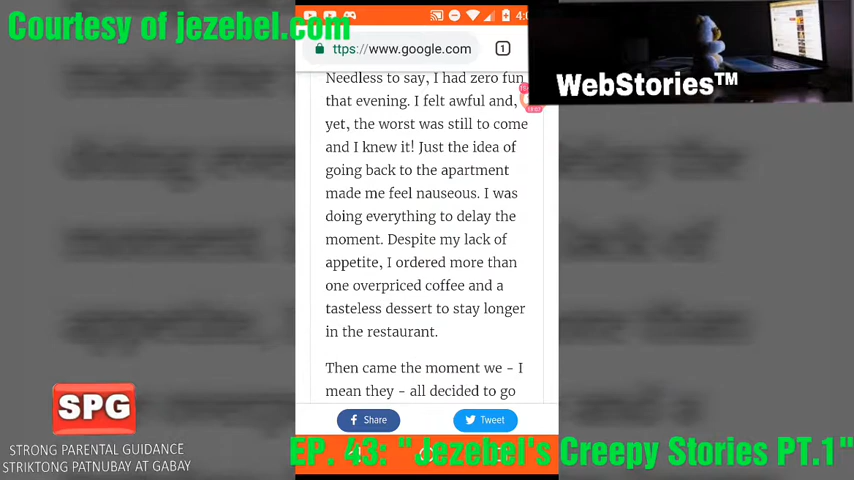 Courtesy of jezebel.com
ttps://www.google.com
1
WebStories™
Needless to say, I had zero fun
that evening. I felt awful and,
yet, the worst was still to come
and I knew it! Just the idea of
going back to the apartment
made me feel nauseous. I was
doing everything to delay the
moment. Despite my lack of
appetite, I ordered more than
one overpriced coffee and a
tasteless dessert to stay longer
in the restaurant.
Then came the moment we - I
mean they - all decided to go
Share
Tweet
SPG
STRONG PARENTAL GUIDANCE
STRIKTONG PATNUBAY AT GABAY
EP. 43: "Jezebel's Creepy Stories PT.1"